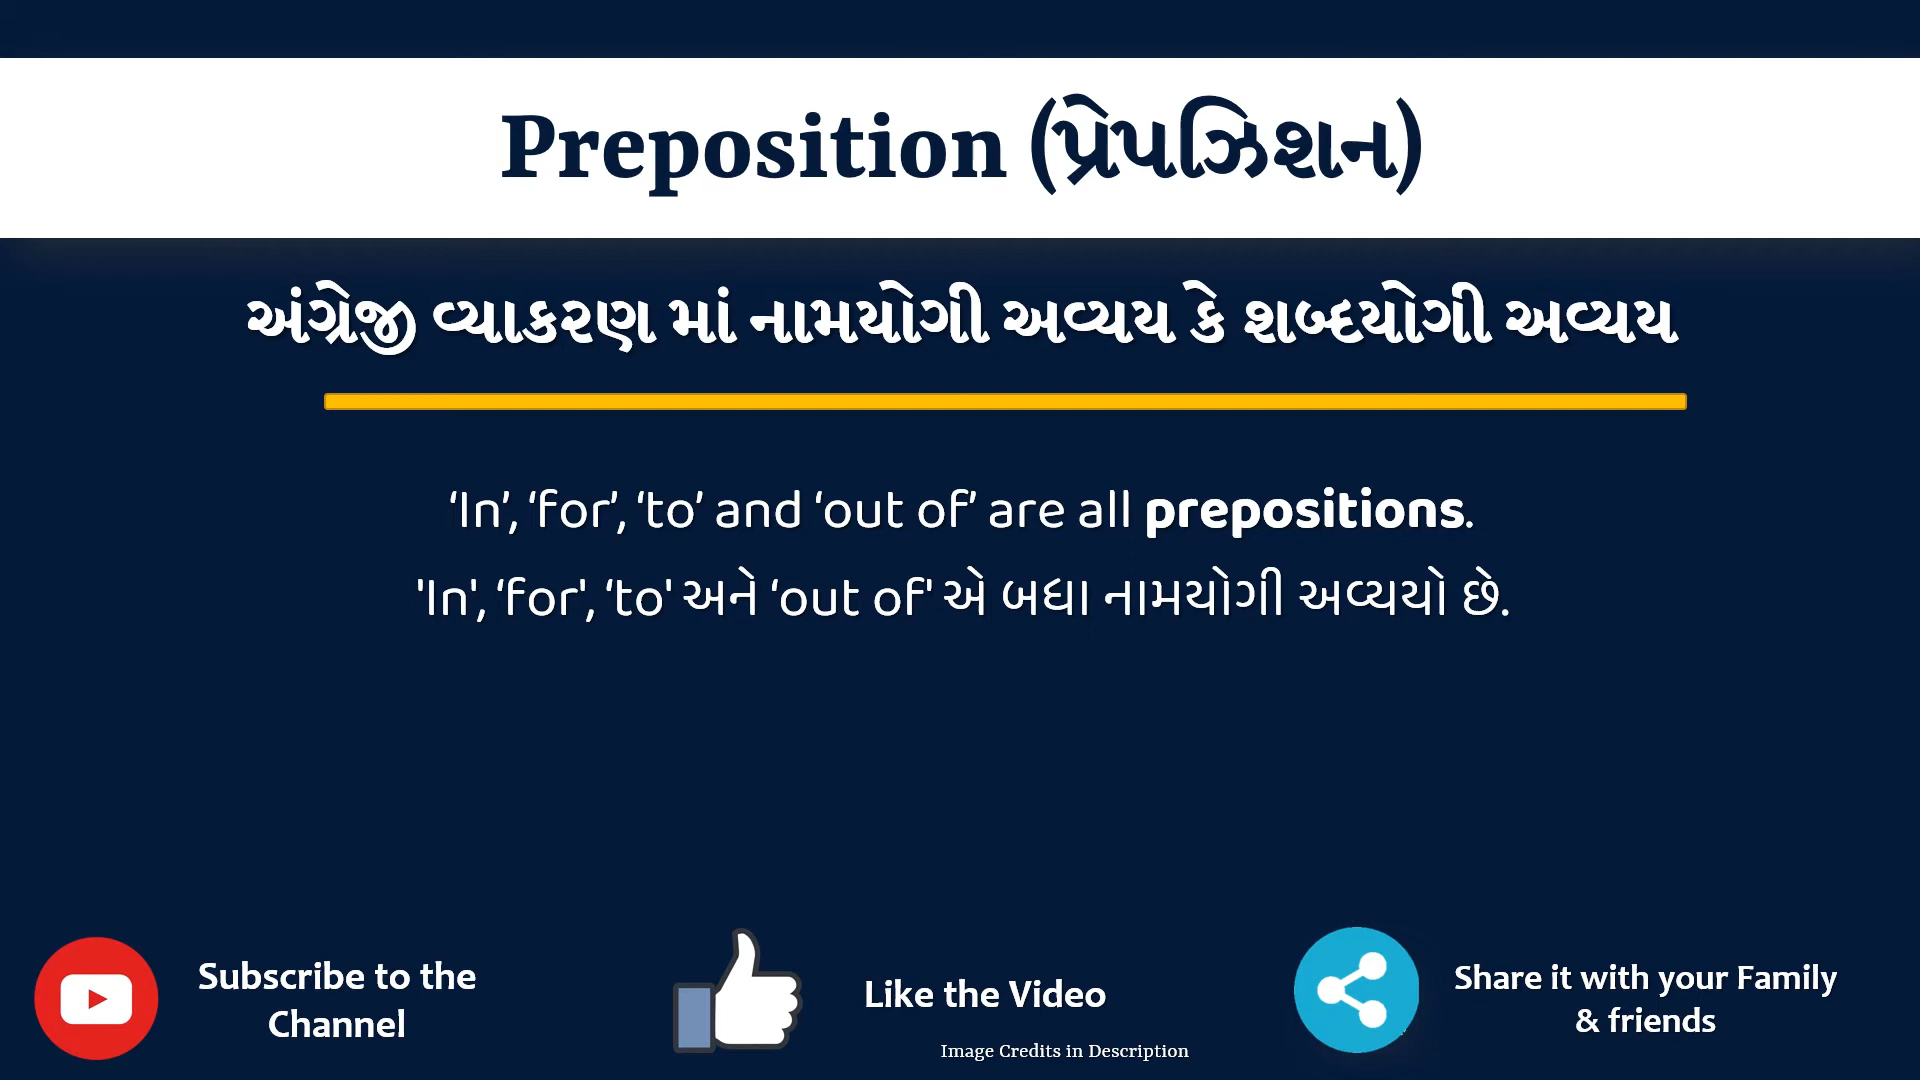 Preposition (પ્રેપઝિશન)
અંગ્રેજી વ્યાકરણ માં નામયોગી અવ્યય કે શબ્દયોગી અવ્યય
‘In’, ‘for’, ‘to’ and ‘out of’ are all prepositions.
'In', ‘for', ‘to' અને ‘out of' એ બધા નામયોગી અવ્યયો છે.
Subscribe to the
Channel
Like the Video
Share it with your Family
& friends
Image Credits in Description